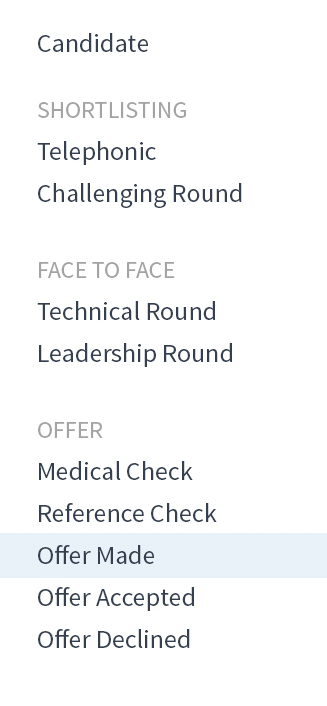 Candidate
SHORTLISTING
Telephonic
Challenging Round
FACE TO FACE
Technical Round
Leadership Round
OFFER
Medical Check
Reference Check
Offer Made
Offer Accepted
Offer Declined